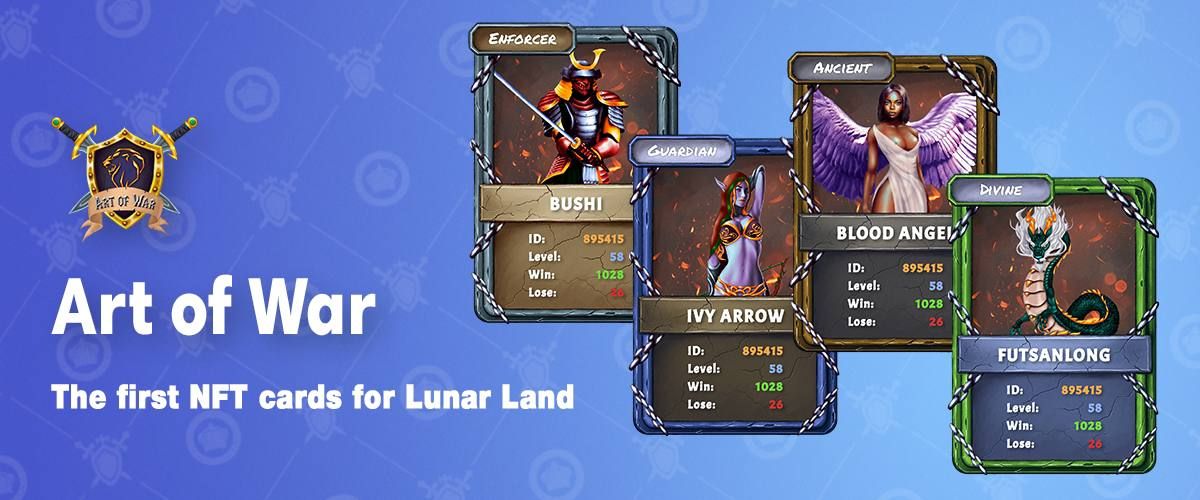 ART OF WAR
Art of War
The first NFT cards for Lunar Land
ENFORCER
BUSHI
ID: 895415
Level: 58
Win: 1028
Lose: 26
GUARDIAN
IVY ARROW
ID: 895415
Level: 58
Win: 1028
Lose: 26
ANCIENT
BLOOD ANGEL
ID: 895415
Level: 58
Win: 1028
Lose: 26
DIVINE
FUTSANLONG
ID: 895415
Level: 58
Win: 1028
Lose: 26